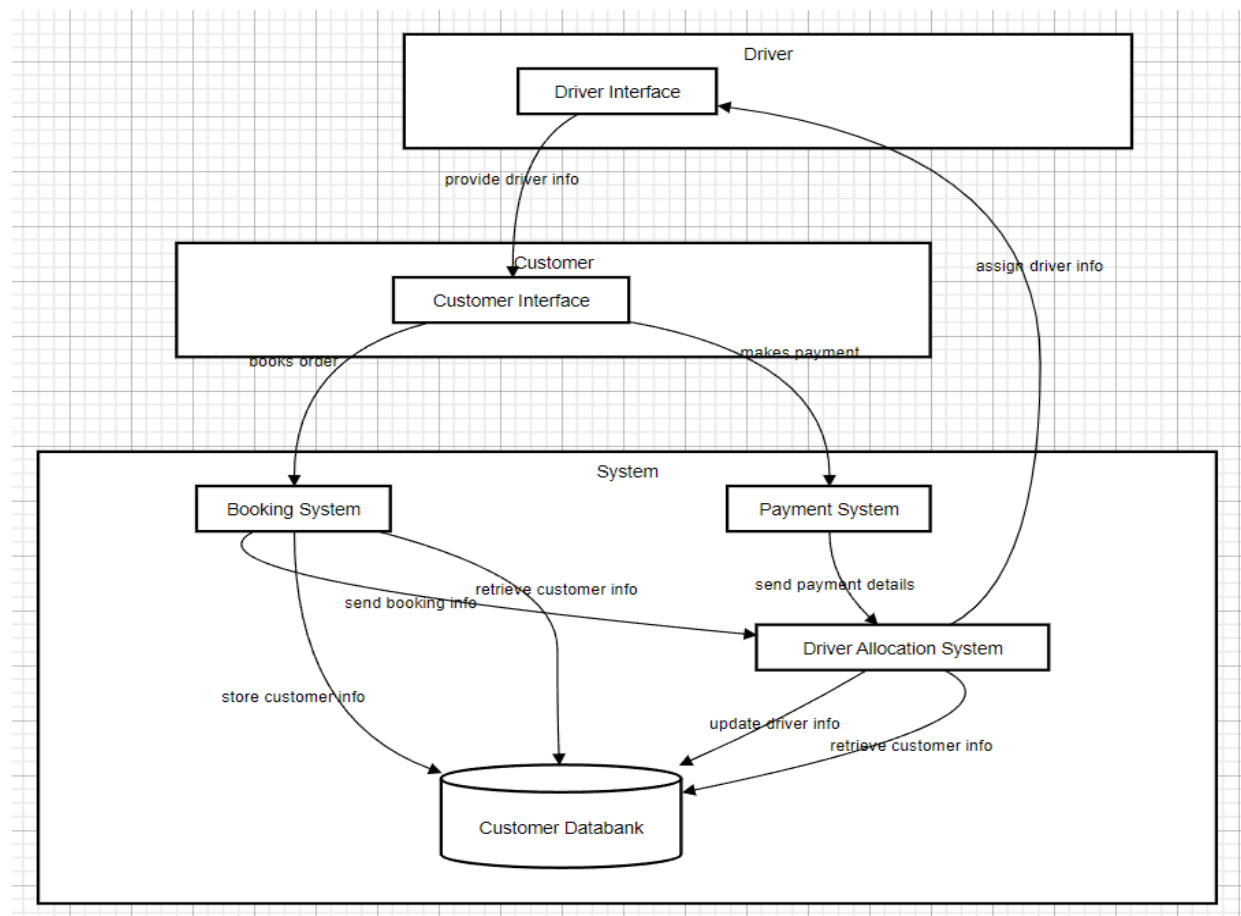 Driver
Driver Interface
provide driver info
assign driver info
Customer
Customer Interface
books order
makes payment
System
Booking System
Payment System
send payment details
retrieve customer info
send booking info
Driver Allocation System
store customer info
update driver info
retrieve customer info
Customer Databank